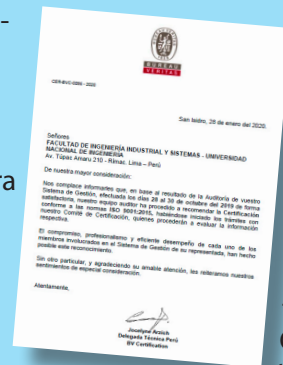 -
ra
BUREAU
VERITAS
CER-BVC-0095 - 2020
San Isidro, 29 de enero del 2020.
Señores
FACULTAD DE INGENIERÍA INDUSTRIAL Y SISTEMAS - UNIVERSIDAD
NACIONAL DE INGENIERÍA
Av. Túpac Amaru 210 - Rímac. Lima – Perú
De nuestra mayor consideración:
Nos complace informarles que, en base al resultado de la Auditoría de vuestro
Sistema de Gestión, efectuada los días 28 al 30 de octubre del 2019 de forma
satisfactoria, nuestro equipo auditor ha procedido a recomendar la Certificación
conforme a las normas ISO 9001:2015, habiéndose iniciado los trámites con
nuestro Comité de Certificación, quienes procederán a evaluar la información
respectiva.
El compromiso, profesionalismo y eficiente desempeño de cada uno de los
miembros involucrados en el Sistema de Gestión de su representada, han hecho
posible este reconocimiento.
Sin otro particular, y agradeciendo su amable atención, les reiteramos nuestros
sentimientos de especial consideración.
Atentamente,
Joselyne Arzich
Delegada Técnica Perú
BV Certification